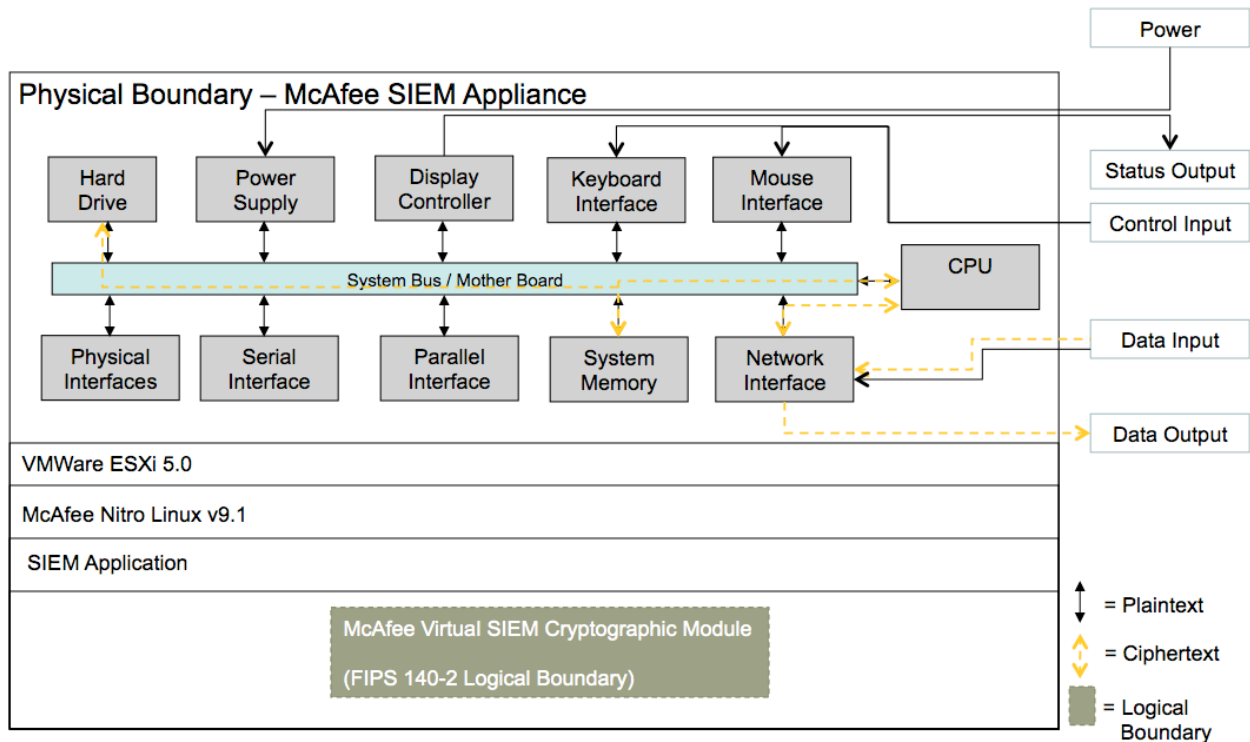 Power
Physical Boundary – McAfee SIEM Appliance
Hard
Drive
Power
Supply
Display
Controller
Keyboard
Interface
Mouse
Interface
Status Output
Control Input
CPU
System Bus / Mother Board
Physical
Interfaces
Serial
Interface
Parallel
Interface
System
Memory
Network
Interface
Data Input
Data Output
VMWare ESXi 5.0
McAfee Nitro Linux v9.1
SIEM Application
McAfee Virtual SIEM Cryptographic Module
(FIPS 140-2 Logical Boundary)
= Plaintext
= Ciphertext
= Logical
Boundary